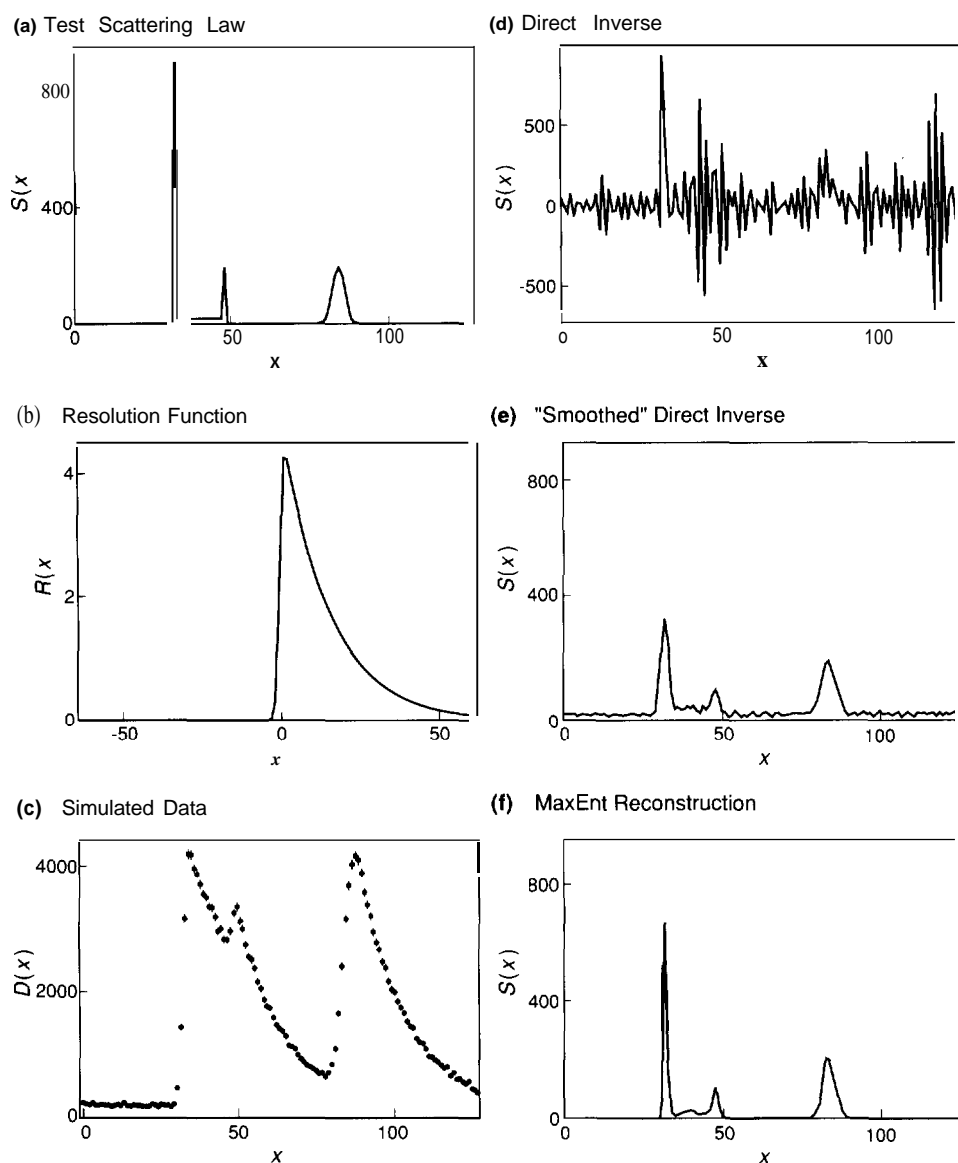 (a) Test Scattering Law
800
400
0
S(x
0 50 100
x
(b) Resolution Function
4
2
0
R(x
-50 0 50
x
(c) Simulated Data
4000
2000
0
D(x)
0 50 100
x
(d) Direct Inverse
500
0
-500
S(x)
0 50 100
x
(e) "Smoothed" Direct Inverse
800
400
0
S(x)
0 50 100
x
(f) MaxEnt Reconstruction
800
400
0
S(x)
0 50 100
x